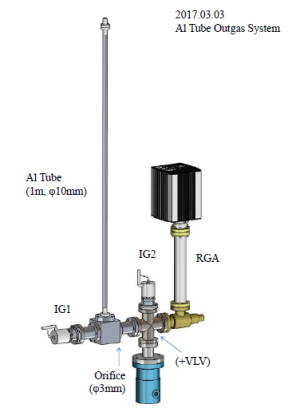 2017.03.03
Al Tube Outgas System
Al Tube
(1m, φ10mm)
IG2
RGA
IG1
(+VLV)
Orifice
(φ3mm)